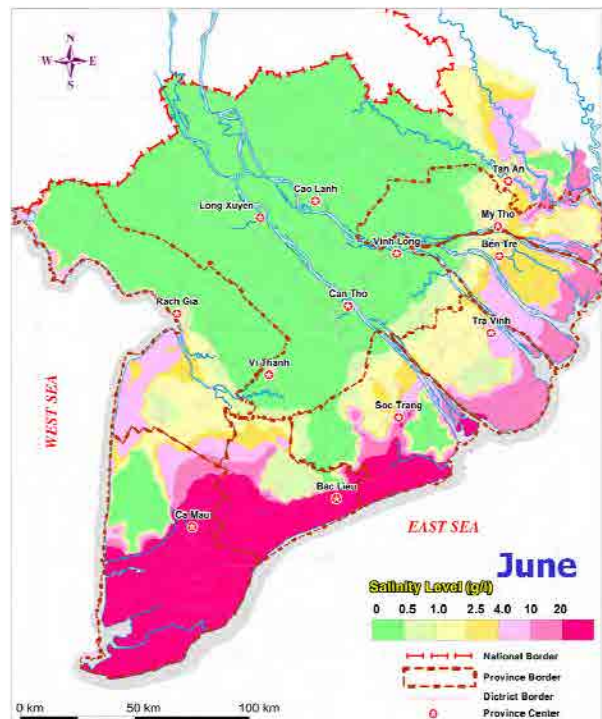 N
W E
S
Tan An
Cao Lanh
Long Xuyen
My Tho
Vinh Long
Ben Tre
Can Tho
Rach Gia
Tra Vinh
Vi Thanh
Soc Trang
WEST SEA
Bac Lieu
Ca Mau
EAST SEA
June
Salinity Level (g/l)
0 0.5 1.0 2.5 4.0 10 20
National Border
Province Border
District Border
Province Center
0 km 50 km 100 km